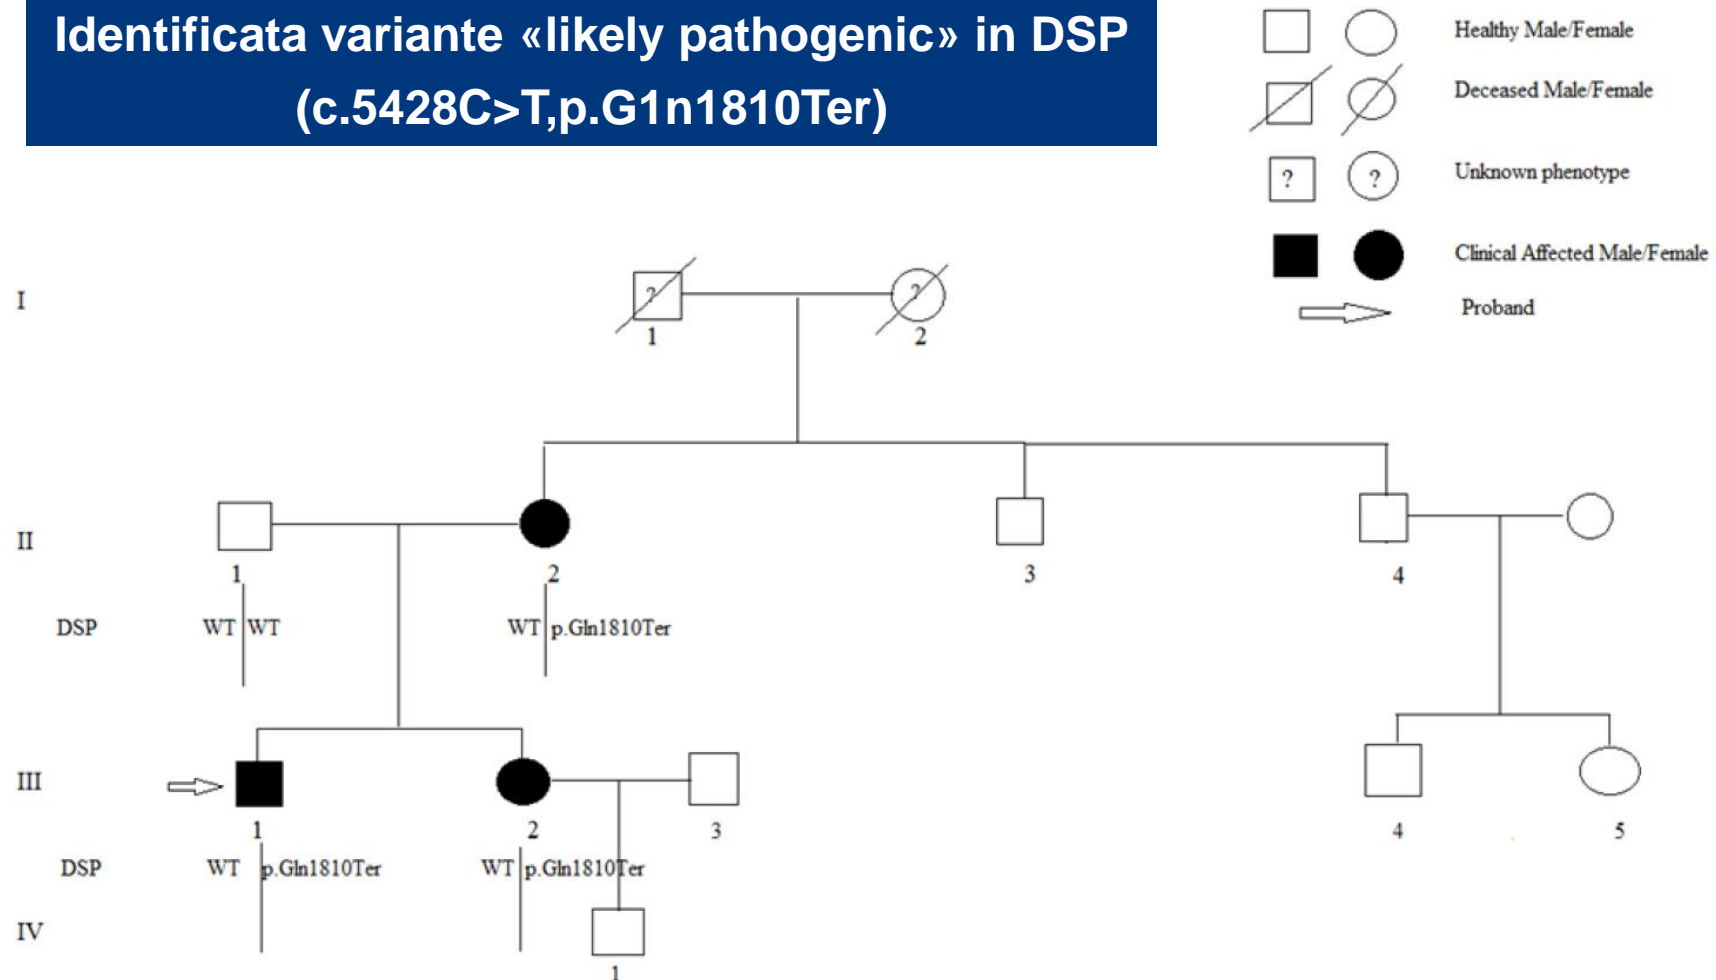 Identificata variante «likely pathogenic» in DSP
(c.5428C>T,p.G1n1810Ter)
Healthy Male/Female
Deceased Male/Female
? ? Unknown phenotype
Clinical Affected Male/Female
Proband
I
? ?
1 2
II
1 2 3 4
DSP WT WT WT p.Gln1810Ter
III
1 2 3 4 5
DSP WT p.Gln1810Ter WT p.Gln1810Ter
IV
1